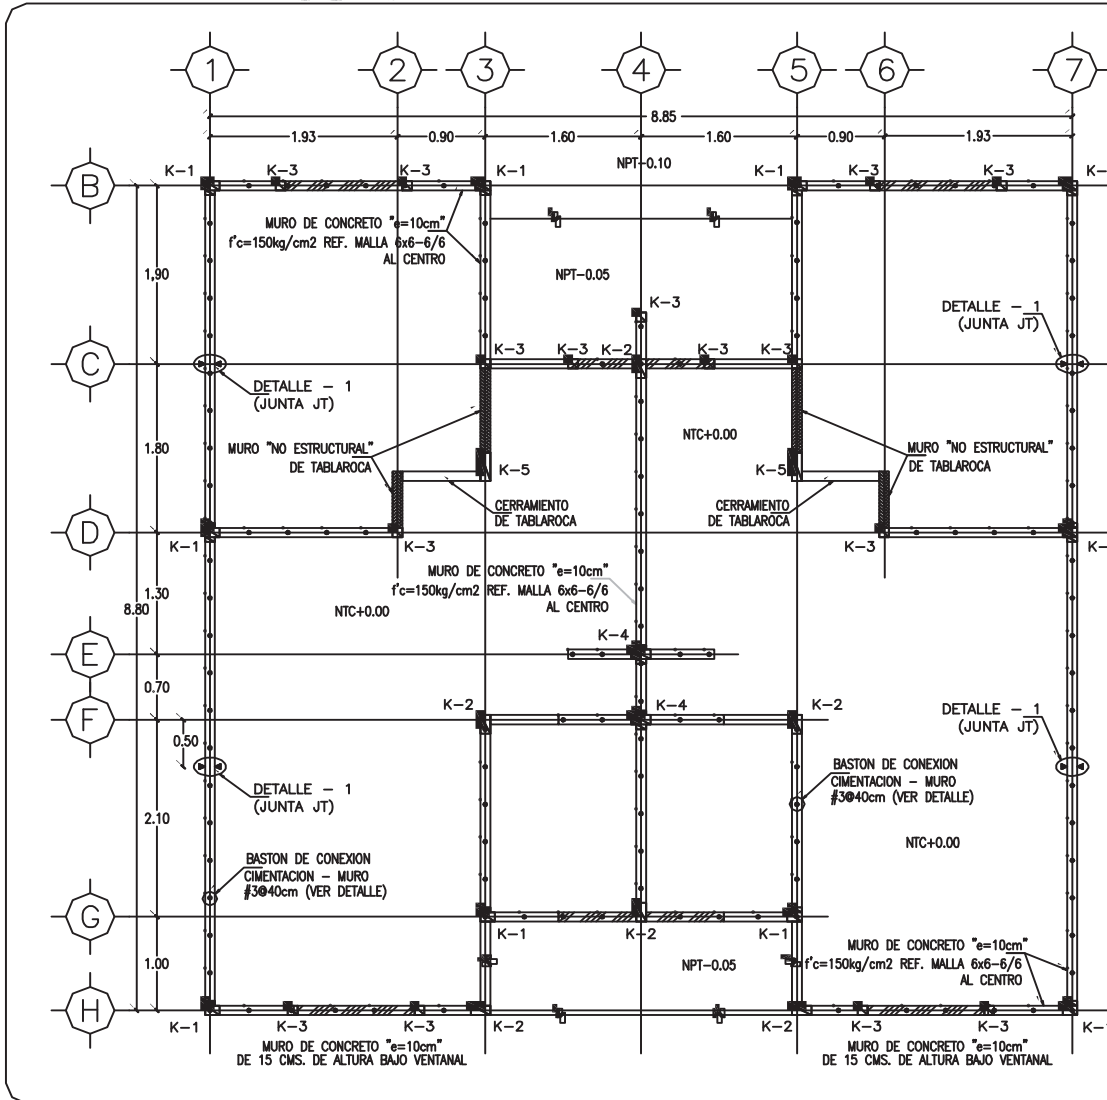 1 2 3 4 5 6 7
8.85
1.93 0.90 1.60 1.60 0.90 1.93
NPT-0.10
B
K-1 K-3 K-3 K-1 K-1 K-3 K-3
MURO DE CONCRETO "e=10cm"
f'c=150kg/cm2 REF. MALLA 6x6-6/6
AL CENTRO
1,90
NPT-0.05
K-3
DETALLE - 1
(JUNTA JT)
C
K-3 K-3 K-2 K-3 K-3
DETALLE - 1
(JUNTA JT)
1.80
NTC+0.00
MURO "NO ESTRUCTURAL"
DE TABLAROCA
MURO "NO ESTRUCTURAL"
DE TABLAROCA
K-5 K-5
CERRAMIENTO
DE TABLAROCA
CERRAMIENTO
DE TABLAROCA
D
K-1 K-3 K-3
MURO DE CONCRETO "e=10cm"
f'c=150kg/cm2 REF. MALLA 6x6-6/6
AL CENTRO
1.30
8.80
NTC+0.00
K-4
E
0.70
K-2 K-4 K-2
F
DETALLE - 1
(JUNTA JT)
0.50
DETALLE - 1
(JUNTA JT)
BASTON DE CONEXION
CIMENTACION - MURO
#3@40cm (VER DETALLE)
2.10
NTC+0.00
BASTON DE CONEXION
CIMENTACION - MURO
#3@40cm (VER DETALLE)
G
K-1 K-2 K-1
MURO DE CONCRETO "e=10cm"
f'c=150kg/cm2 REF. MALLA 6x6-6/6
AL CENTRO
1.00
NPT-0.05
H
K-1 K-3 K-3 K-2 K-2 K-3 K-3
MURO DE CONCRETO "e=10cm"
DE 15 CMS. DE ALTURA BAJO VENTANAL
MURO DE CONCRETO "e=10cm"
DE 15 CMS. DE ALTURA BAJO VENTANAL